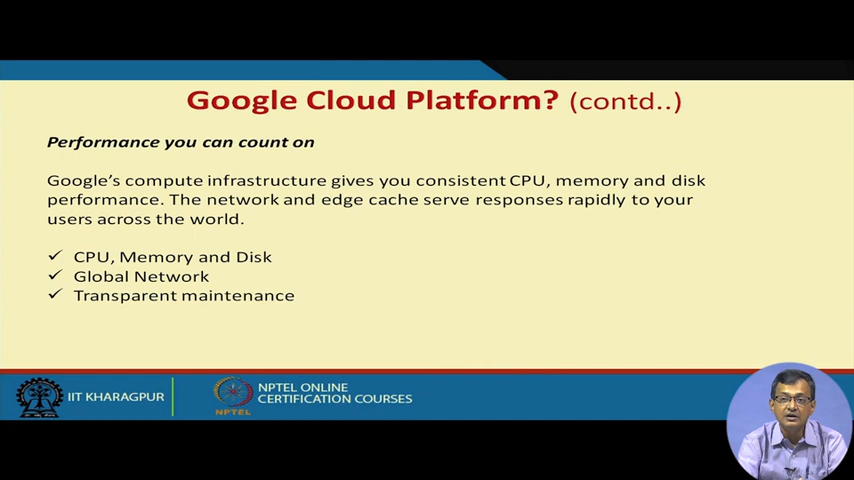 Google Cloud Platform? (contd..)
Performance you can count on
Google's compute infrastructure gives you consistent CPU, memory and disk
performance. The network and edge cache serve responses rapidly to your
users across the world.
✓ CPU, Memory and Disk
✓ Global Network
✓ Transparent maintenance
IIT KHARAGPUR
NPTEL
NPTEL ONLINE
CERTIFICATION COURSES